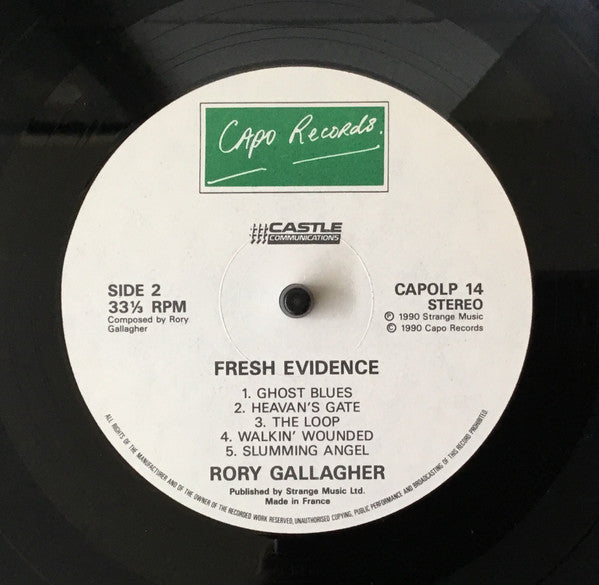 Capo Records.
CASTLE
COMMUNICATIONS
SIDE 2
33⅓ RPM
Composed by Rory
Gallagher
CAPOLP 14
STEREO
Ⓟ 1990 Strange Music
© 1990 Capo Records
FRESH EVIDENCE
1. GHOST BLUES
2. HEAVAN'S GATE
3. THE LOOP
4. WALKIN' WOUNDED
5. SLUMMING ANGEL
RORY GALLAGHER
Published by Strange Music Ltd.
Made in France
ALL RIGHTS OF THE MANUFACTURER AND OF THE OWNER OF THE RECORDED WORK RESERVED, UNAUTHORISED COPYING, PUBLIC PERFORMANCE AND BROADCASTING OF THIS RECORD PROHIBITED.